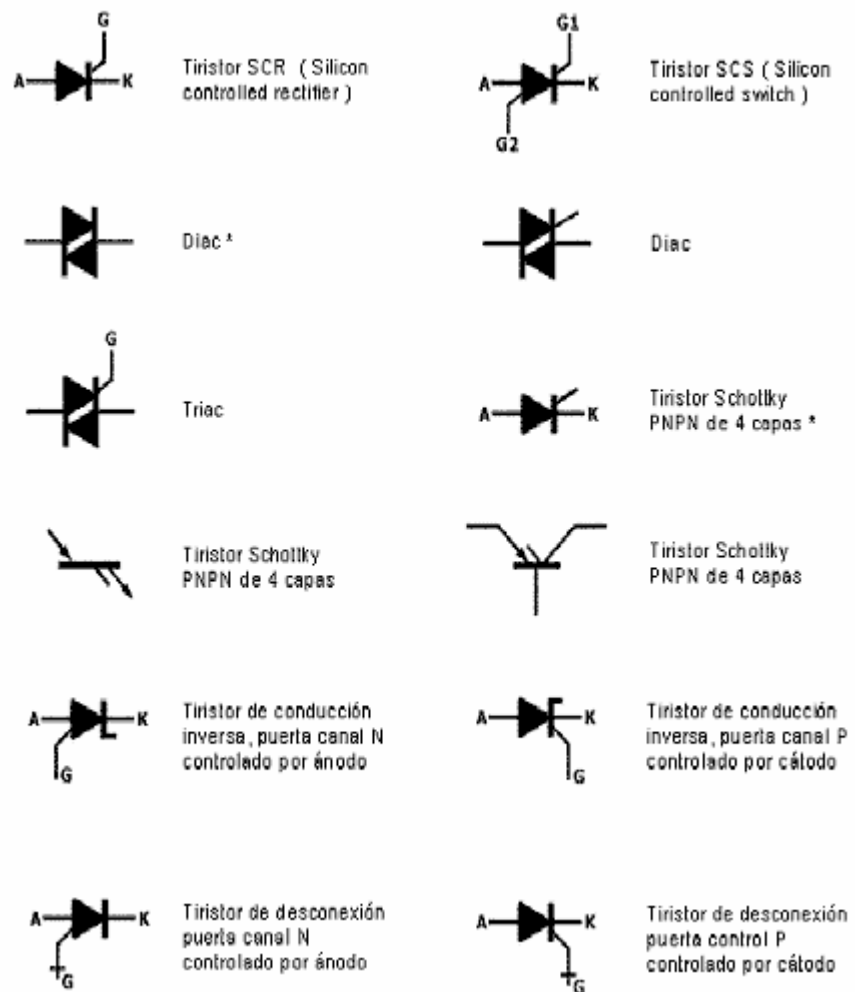 G
A K
Tiristor SCR ( Silicon
controlled rectifier )
G1
A K
G2
Tiristor SCS ( Silicon
controlled switch )
Diac *
Diac
G
Triac
A K
Tiristor Schottky
PNPN de 4 capas *
Tiristor Schottky
PNPN de 4 capas
Tiristor Schottky
PNPN de 4 capas
A K
G
Tiristor de conducción
inversa, puerta canal N
controlado por ánodo
A K
G
Tiristor de conducción
inversa, puerta canal P
controlado por cátodo
A K
G
Tiristor de desconexión
puerta canal N
controlado por ánodo
A K
G
Tiristor de desconexión
puerta control P
controlado por cátodo